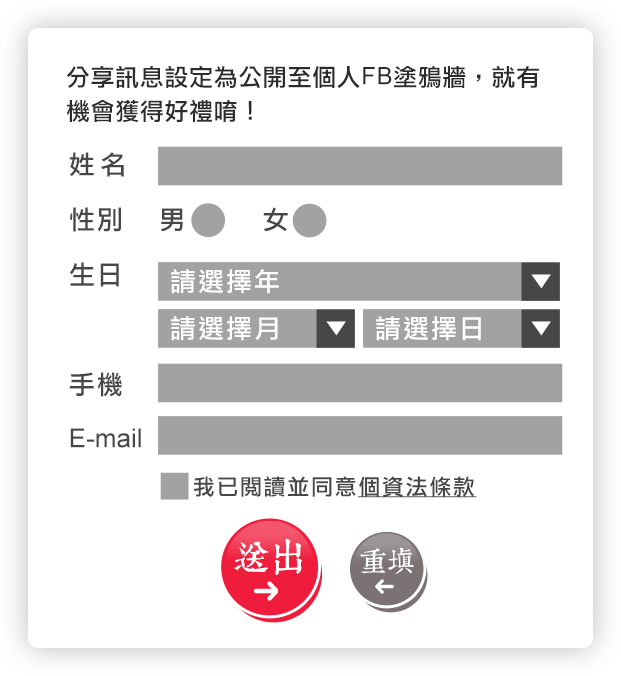 分享訊息設定為公開至個人FB塗鴉牆，就有
機會獲得好禮唷！
姓名
性別 男 女
生日 請選擇年
請選擇月 請選擇日
手機
E-mail
我已閱讀並同意個資法條款
送出 重填